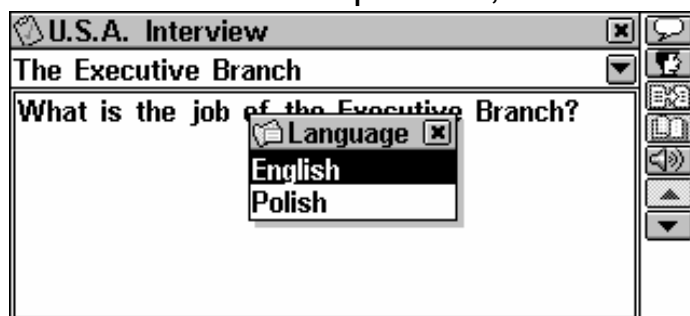 U.S.A. Interview
The Executive Branch
What is the job of the Executive Branch?
Language
English
Polish